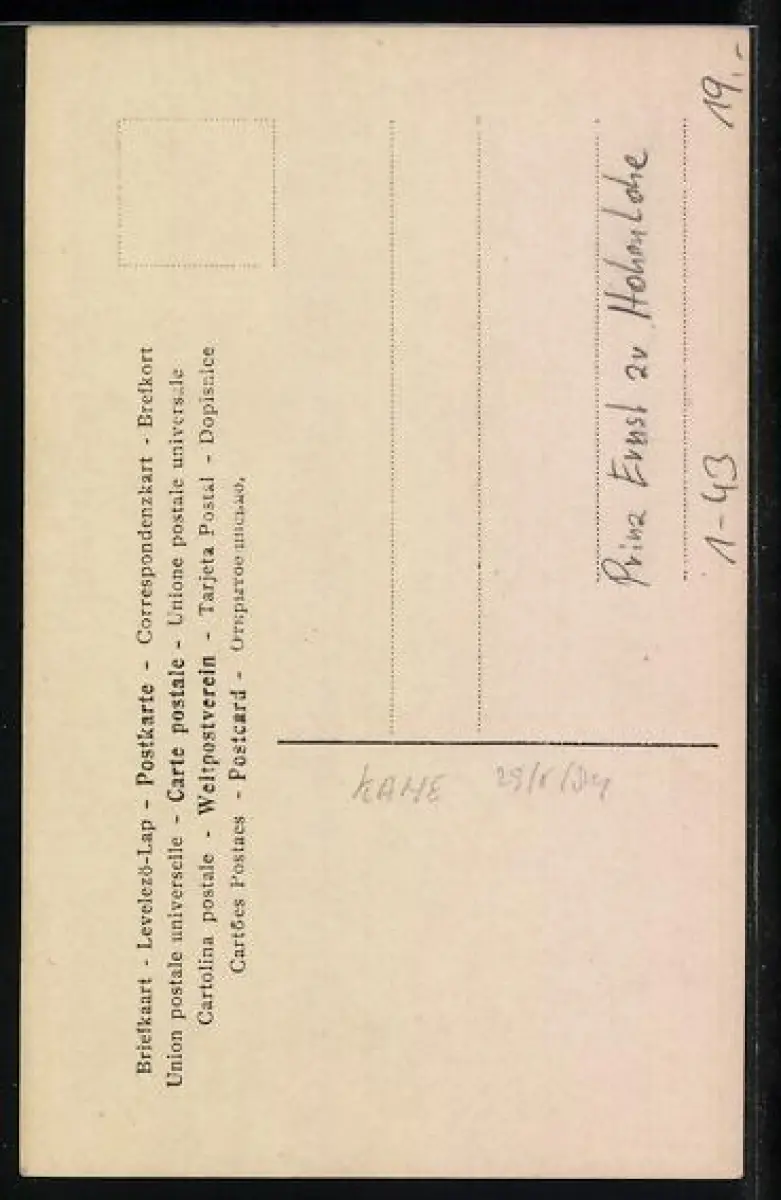 Briefkaart - Levelezö-Lap - Postkarte - Correspondenzkart - Brefkort
Union postale universelle - Carte postale - Unione postale universale
Cartolina postale - Weltpostverein - Tarjeta Postal - Dopisnice
Cartões Postaes - Postcard - Открытое письмо.
Prinz Ernst zu Hohenlohe
1-43
19.-
KAHE